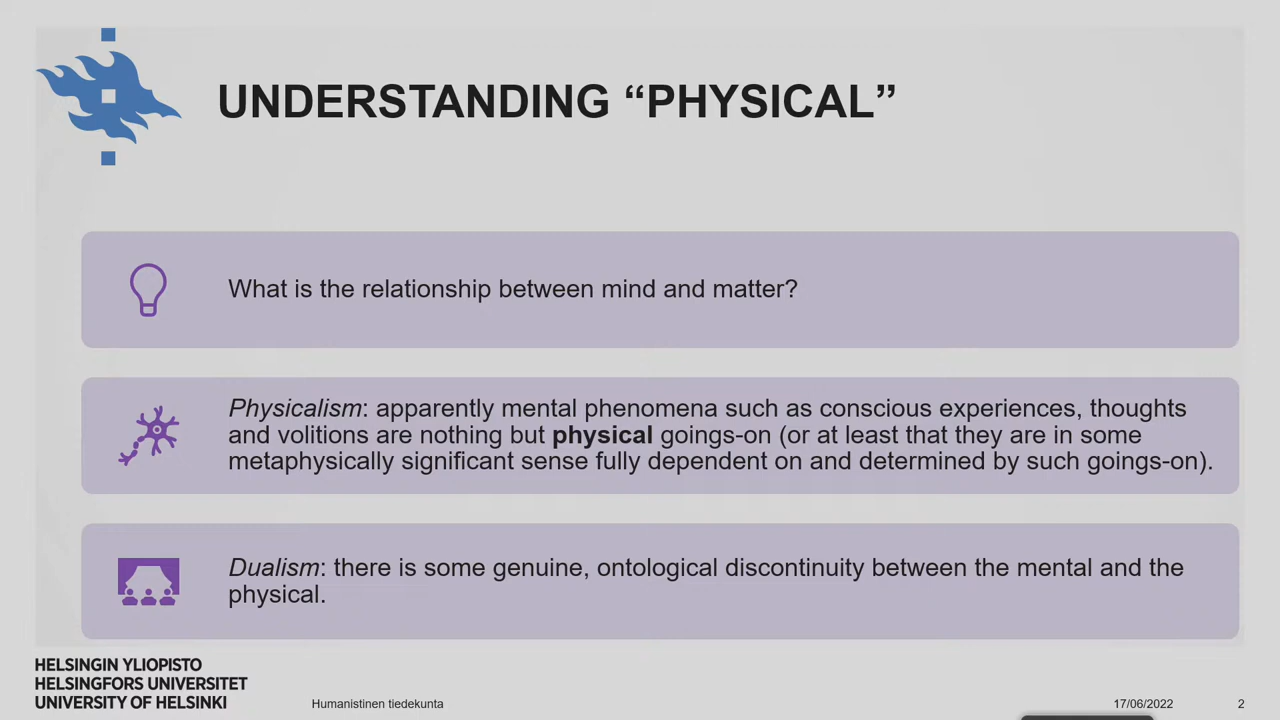 UNDERSTANDING “PHYSICAL”
What is the relationship between mind and matter?
Physicalism: apparently mental phenomena such as conscious experiences, thoughts
and volitions are nothing but physical goings-on (or at least that they are in some
metaphysically significant sense fully dependent on and determined by such goings-on).
Dualism: there is some genuine, ontological discontinuity between the mental and the
physical.
HELSINGIN YLIOPISTO
HELSINGFORS UNIVERSITET
UNIVERSITY OF HELSINKI
Humanistinen tiedekunta
17/06/2022
2